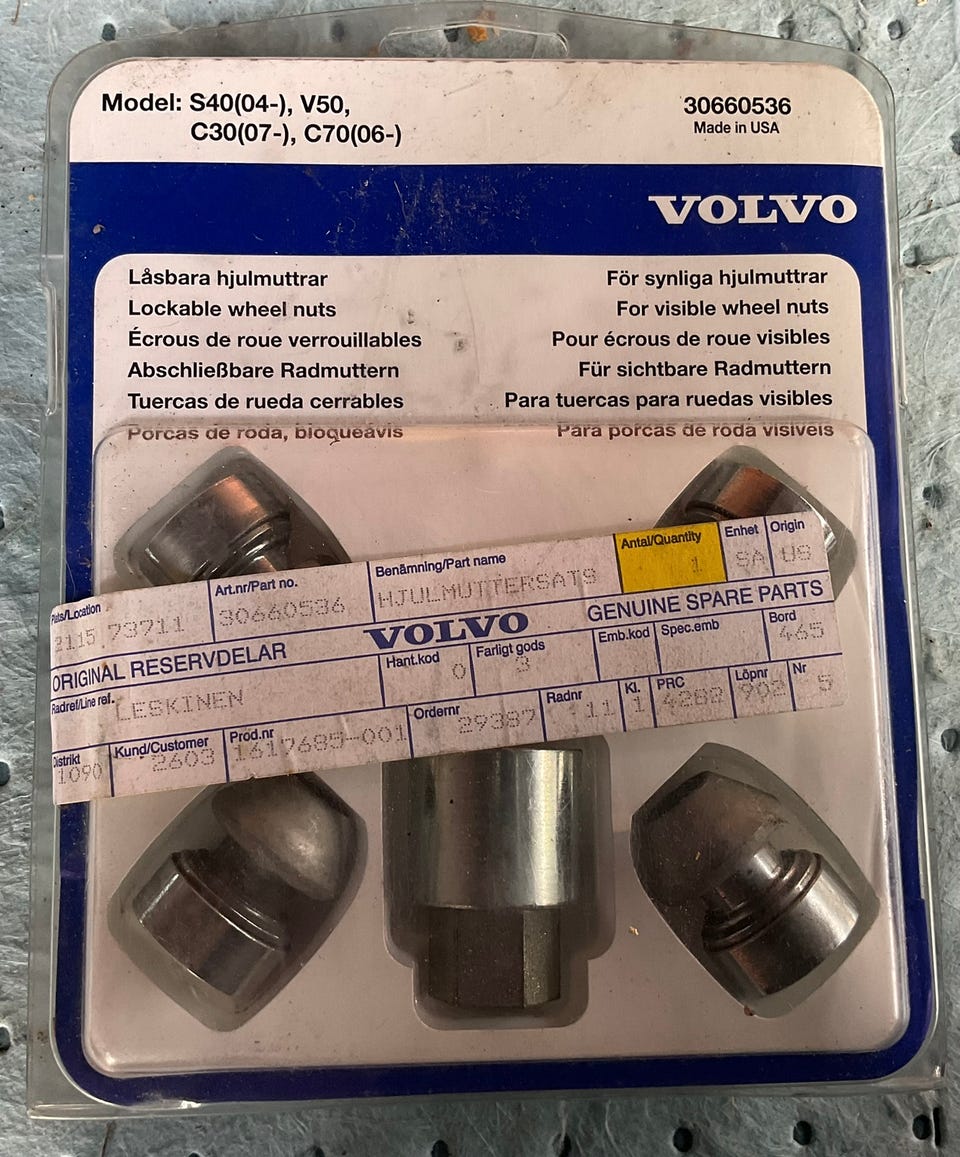 Model: S40(04-), V50,
C30(07-), C70(06-)
30660536
Made in USA
VOLVO
Låsbara hjulmuttrar
Lockable wheel nuts
Écrous de roue verrouillables
Abschließbare Radmuttern
Tuercas de rueda cerrables
Porcas de roda, bloqueávis
För synliga hjulmuttrar
For visible wheel nuts
Pour écrous de roue visibles
Für sichtbare Radmuttern
Para tuercas para ruedas visibles
Para porcas de roda visíveis
Plats/Location
2115 73711
Art.nr/Part no.
30660536
Benämning/Part name
HJULMUTTERSATS
Antal/Quantity
1
Enhet
SA
Origin
US
ORIGINAL RESERVDELAR
VOLVO
GENUINE SPARE PARTS
Radref/Line ref.
LESKINEN
Hant.kod
0
Farligt gods
3
Emb.kod
Spec.emb
Bord
465
Distrikt
1090
Kund/Customer
2603
Prod.nr
1617685-001
Ordernr
29387
Radnr
11
Kl.
1
PRC
4282
Löpnr
902
Nr
5